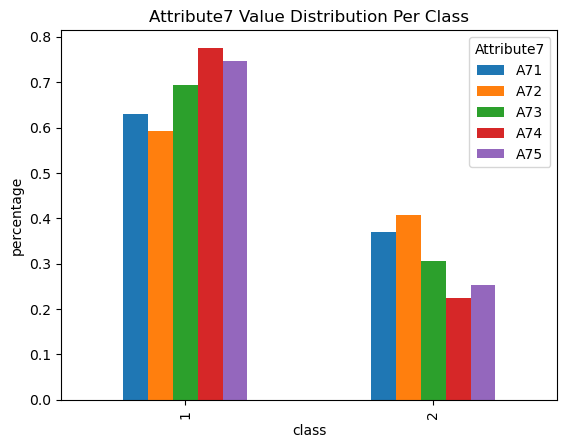 Attribute7 Value Distribution Per Class
0.8
0.7
0.6
0.5
0.4
0.3
0.2
0.1
0.0
percentage
Attribute7
A71
A72
A73
A74
A75
1
2
class